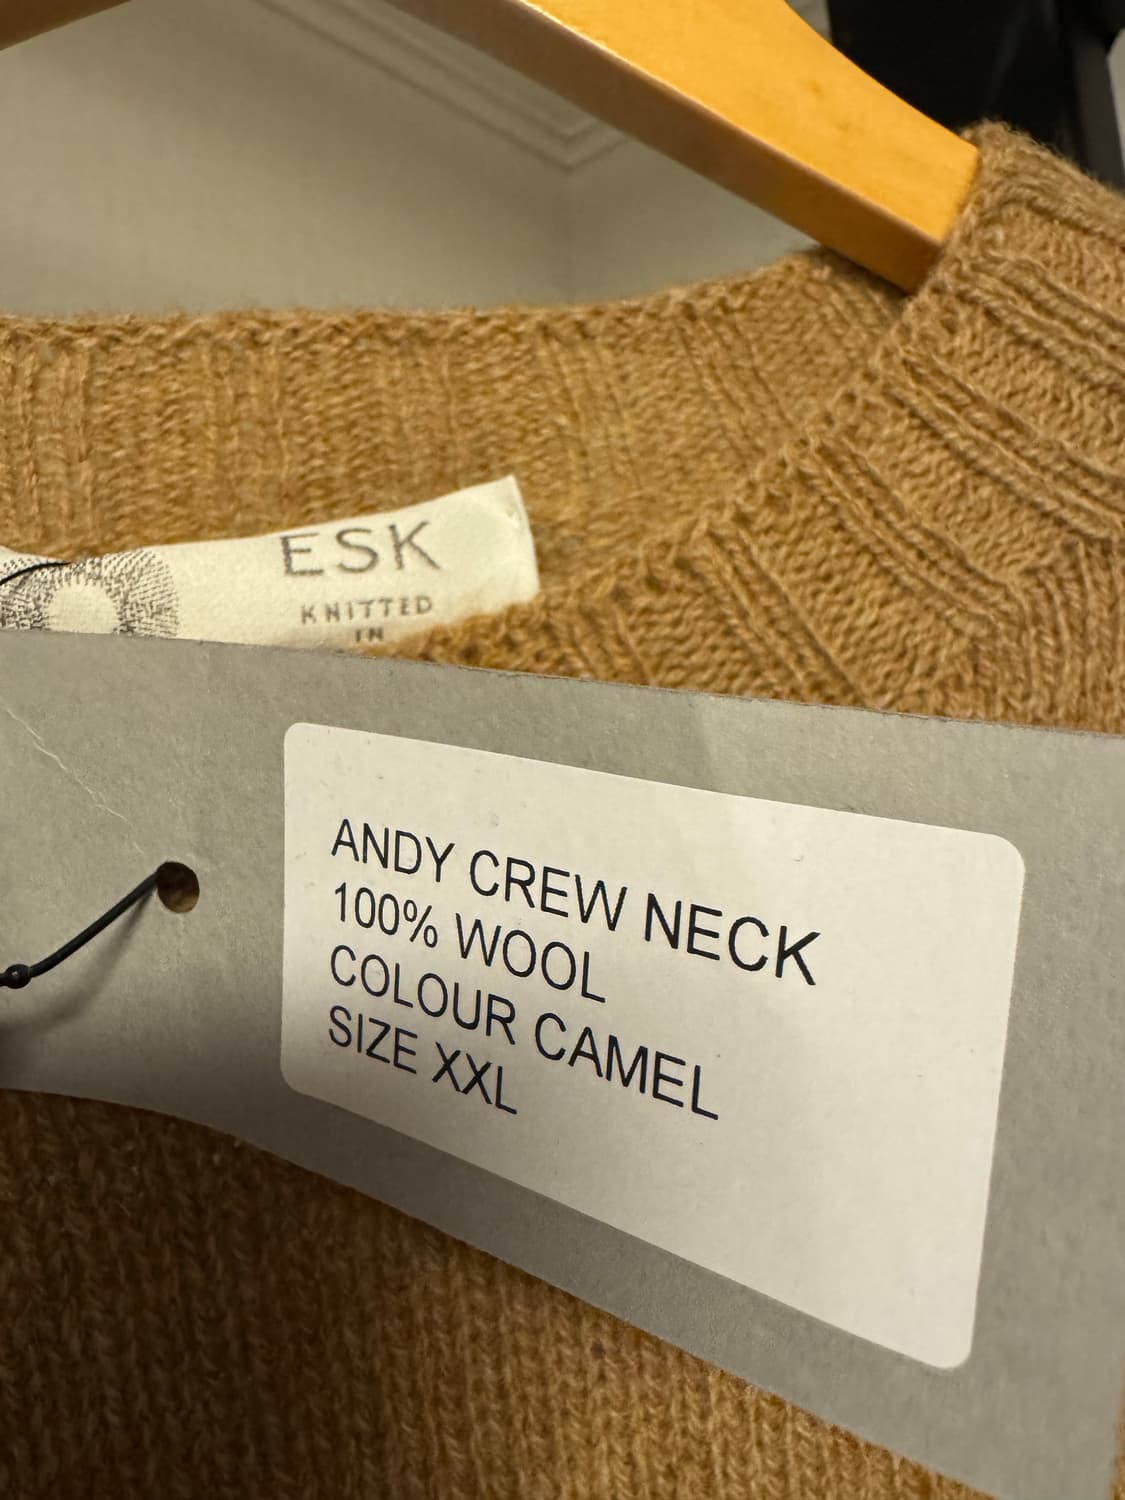 ESK
KNITTED
IN
ANDY CREW NECK
100% WOOL
COLOUR CAMEL
SIZE XXL